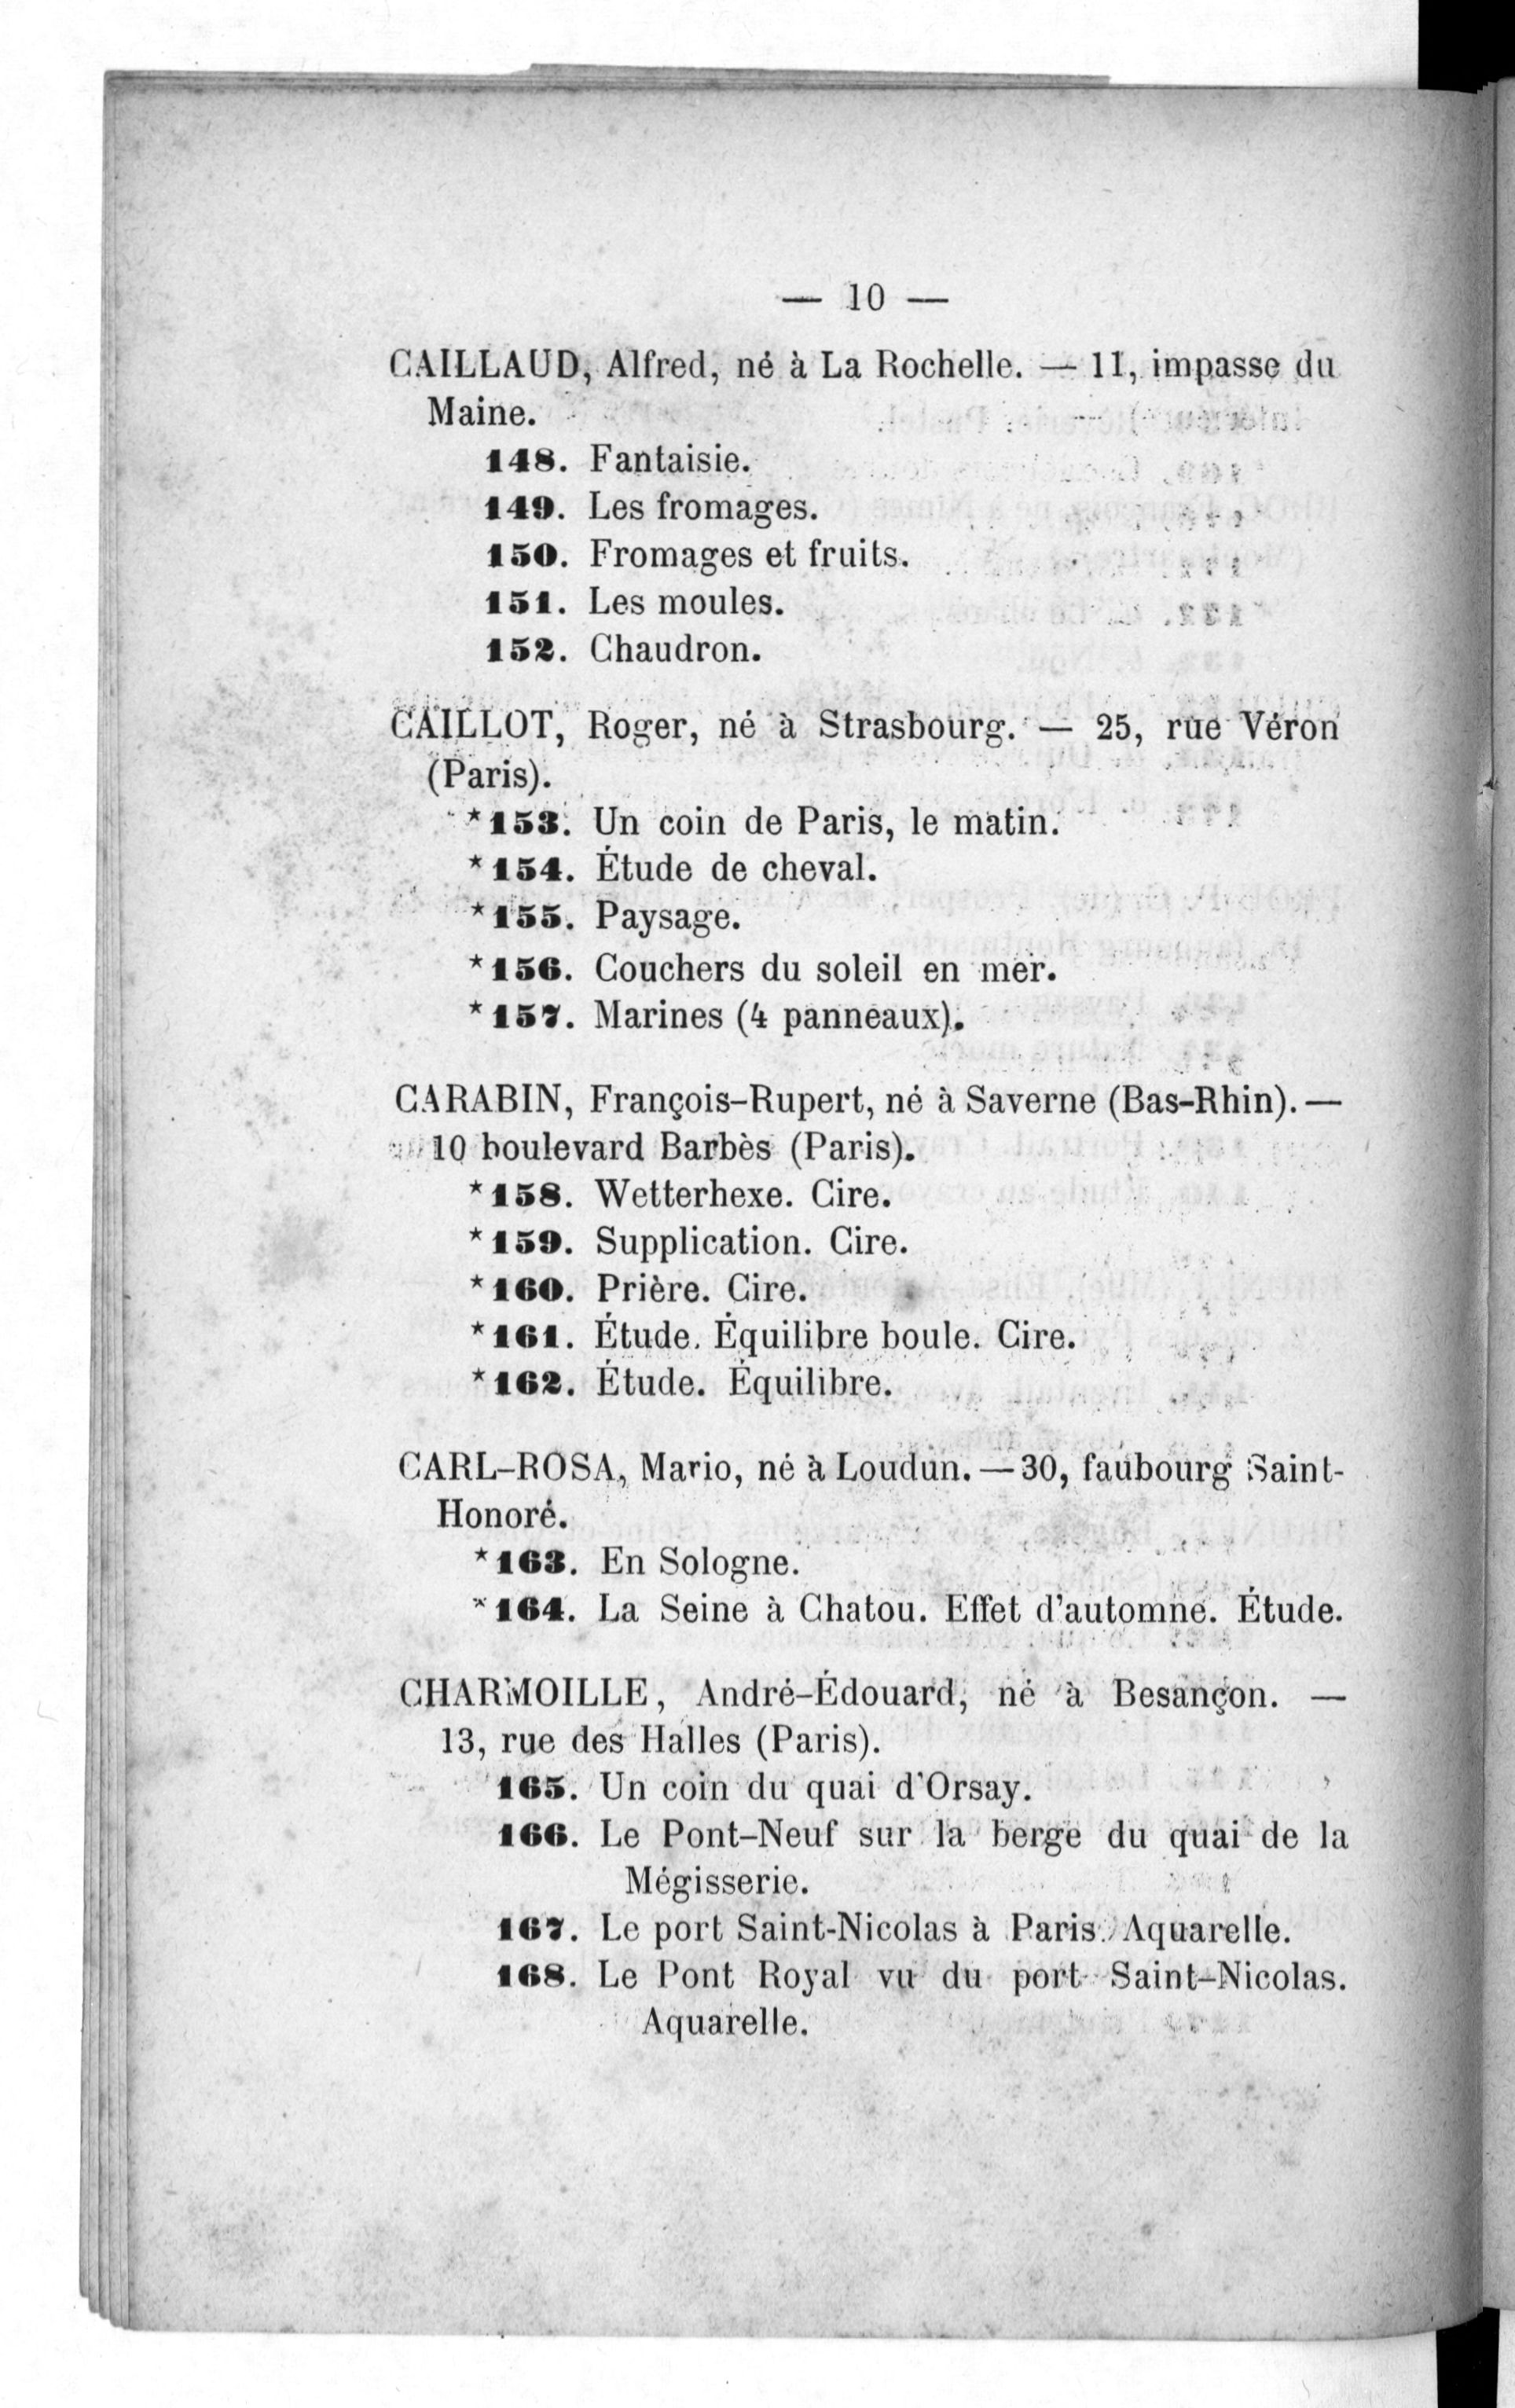 — 10 —
CAILLAUD, Alfred, né à La Rochelle. — 11, impasse du
Maine.
148. Fantaisie.
149. Les fromages.
150. Fromages et fruits.
151. Les moules.
152. Chaudron.
CAILLOT, Roger, né à Strasbourg. — 25, rue Véron
(Paris).
*153. Un coin de Paris, le matin.
*154. Étude de cheval.
*155. Paysage.
*156. Couchers du soleil en mer.
*157. Marines (4 panneaux).
CARABIN, François-Rupert, né à Saverne (Bas-Rhin). —
10 boulevard Barbès (Paris).
*158. Wetterhexe. Cire.
*159. Supplication. Cire.
*160. Prière. Cire.
*161. Étude. Équilibre boule. Cire.
*162. Étude. Équilibre.
CARL-ROSA, Mario, né à Loudun. — 30, faubourg Saint-
Honoré.
*163. En Sologne.
*164. La Seine à Chatou. Effet d'automne. Étude.
CHARMOILLE, André-Édouard, né à Besançon. —
13, rue des Halles (Paris).
165. Un coin du quai d'Orsay.
166. Le Pont-Neuf sur la berge du quai de la
Mégisserie.
167. Le port Saint-Nicolas à Paris. Aquarelle.
168. Le Pont Royal vu du port Saint-Nicolas.
Aquarelle.